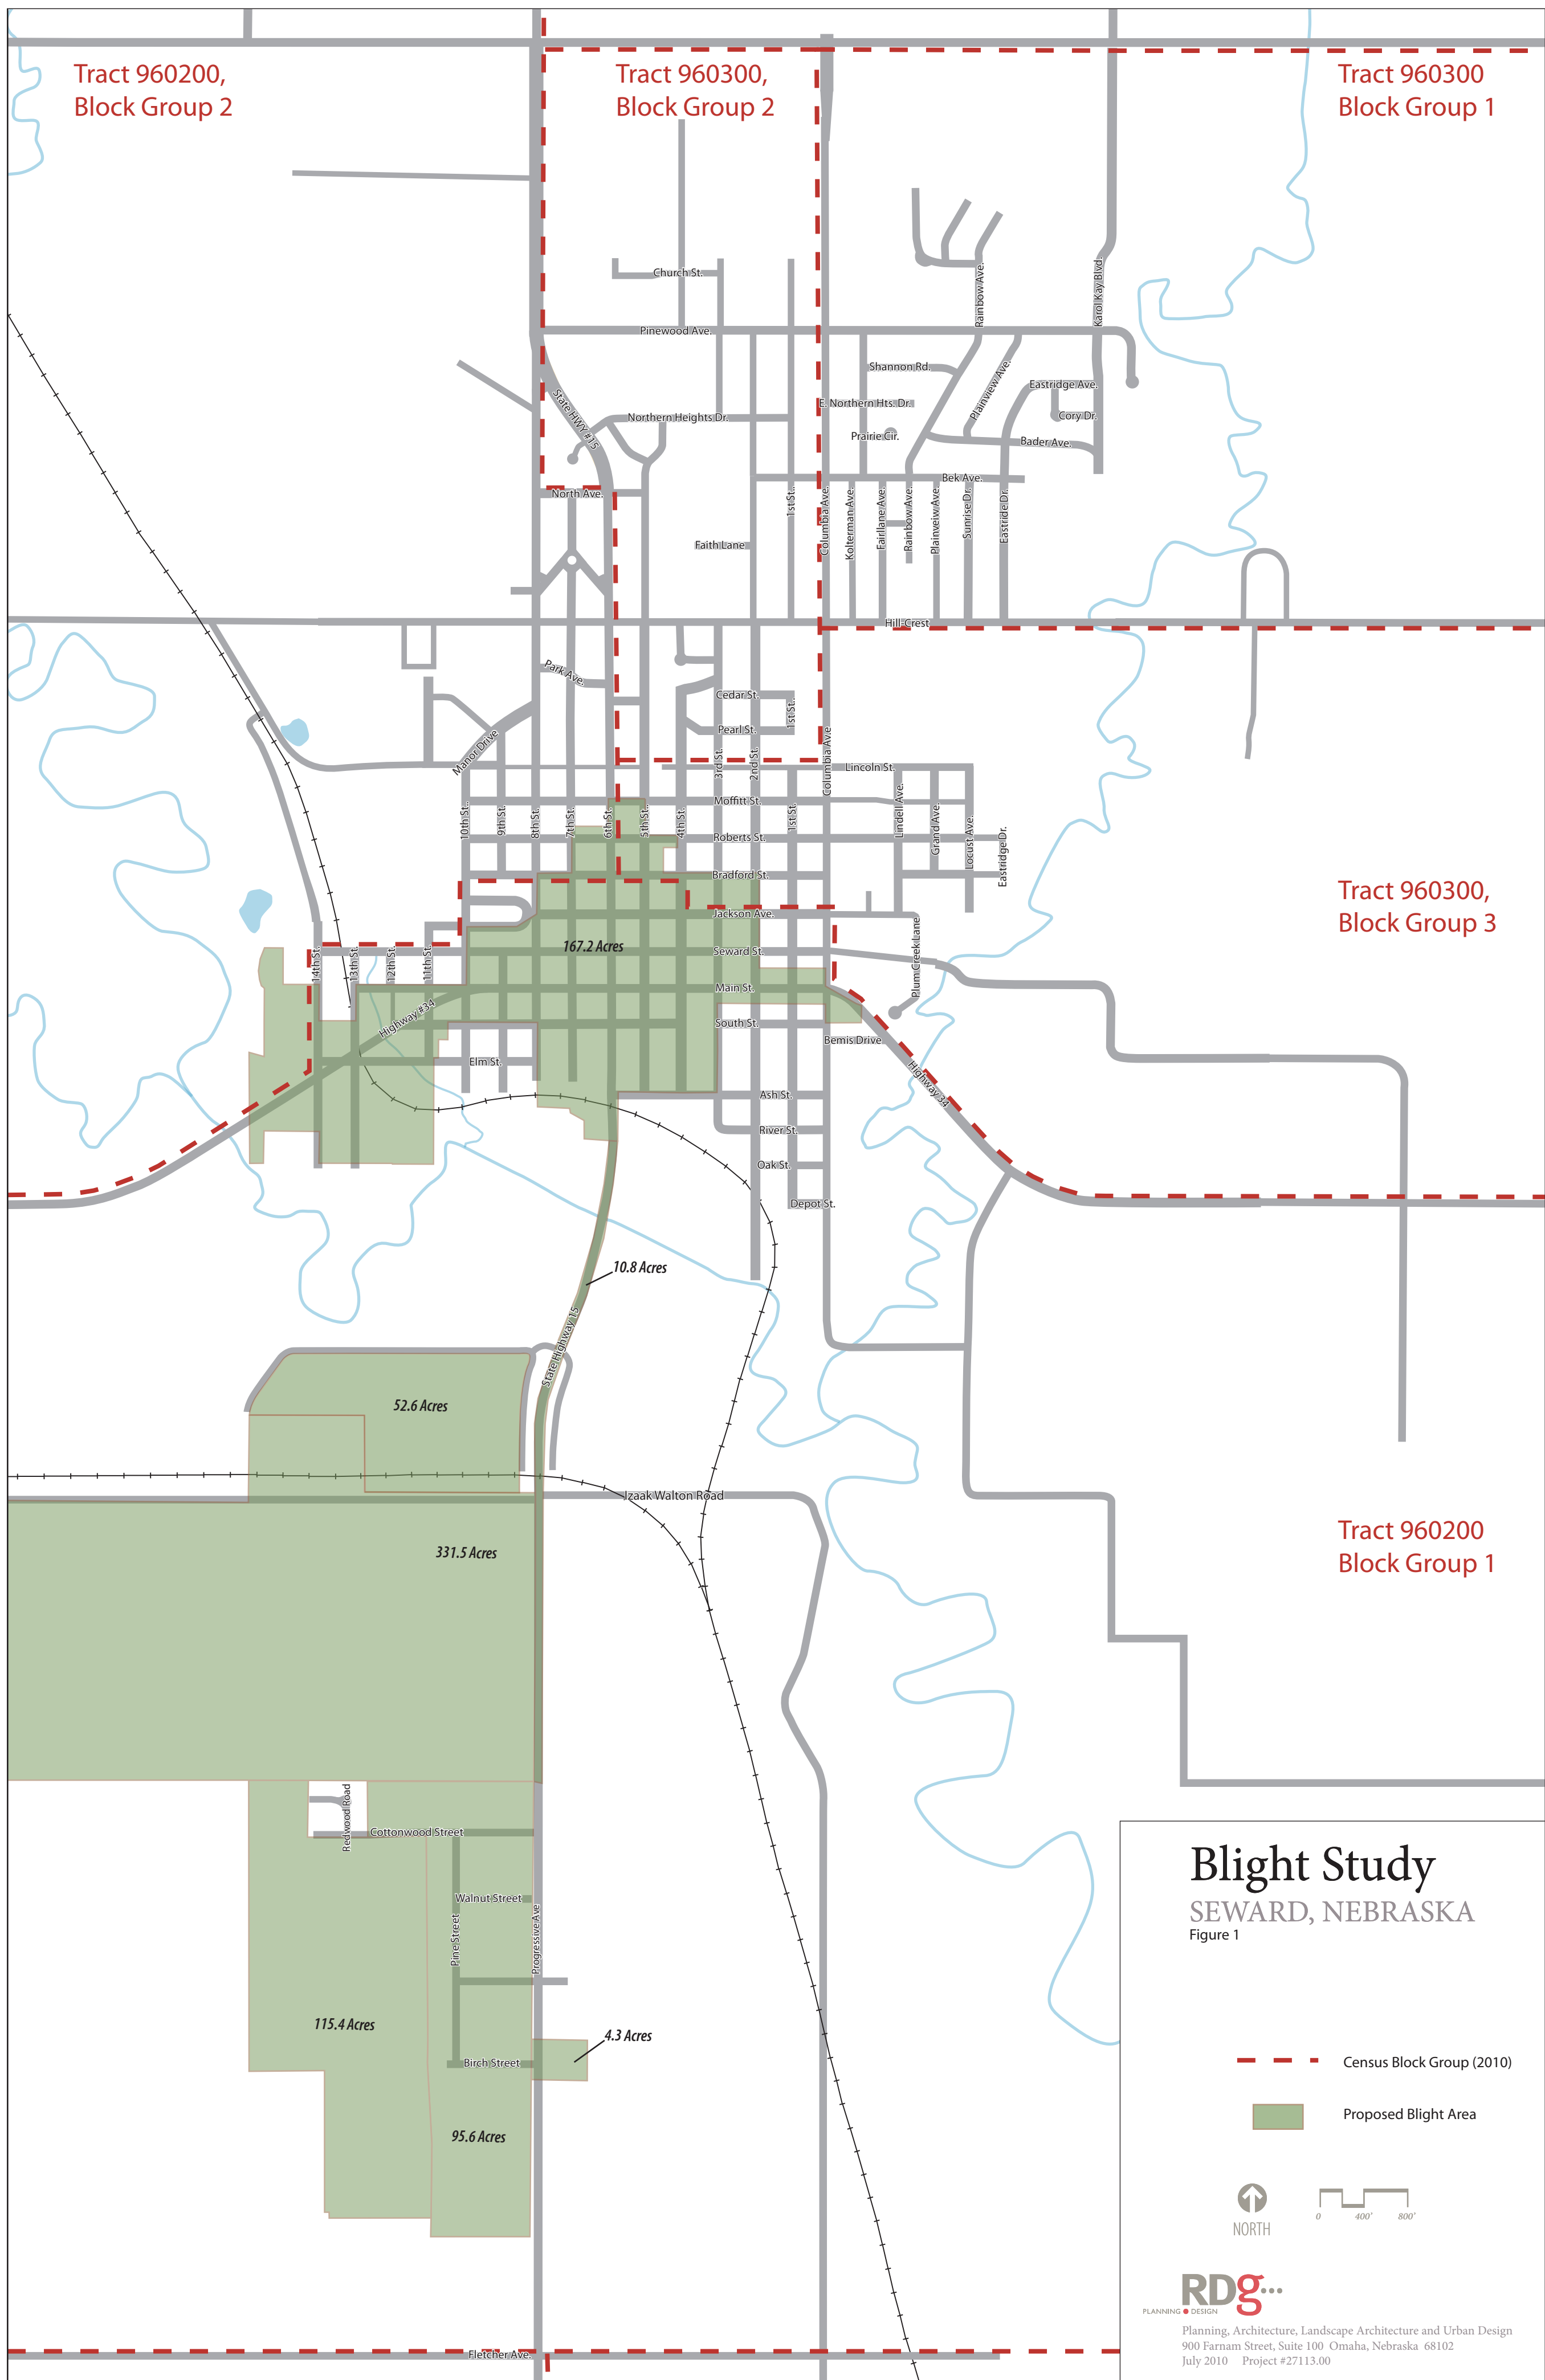 Tract 960200,
Block Group 2
Tract 960300,
Block Group 2
Tract 960300
Block Group 1
Church St.
Rainbow Ave.
Karol Kay Blvd.
Pinewood Ave.
Shannon Rd.
Plainview Ave.
Eastridge Ave.
State HWY #15
Northern Heights Dr.
E. Northern Hts. Dr.
Cory Dr.
Prairie Cir.
Bader Ave.
Bek Ave.
North Ave.
1st St.
Columbia Ave.
Kolterman Ave.
Fairllane Ave.
Rainbow Ave.
Plainveiw Ave.
Sunrise Dr.
Eastride Dr.
Faith Lane
Hill-Crest
Park Ave.
Cedar St.
1st St.
Pearl St.
Manor Drive
3rd St.
2nd St.
Columbia Ave
Lincoln St.
Moffitt St.
10th St.
9th St.
8th St.
7th St.
6th St.
5th St.
4th St.
1st St.
Lindell Ave.
Grand Ave.
Locust Ave.
Eastridge Dr.
Roberts St.
Bradford St.
Tract 960300,
Block Group 3
Jackson Ave.
167.2 Acres
Seward St.
Plum Creek Lane
14th St.
13th St.
12th St.
11th St.
Main St.
Highway #34
South St.
Bemis Drive
Elm St.
Highway 34
Ash St.
River St.
Oak St.
Depot St.
10.8 Acres
State Highway 15
52.6 Acres
Izaak Walton Road
331.5 Acres
Tract 960200
Block Group 1
Redwood Road
Cottonwood Street
Walnut Street
Pine Street
Progressive Ave
115.4 Acres
4.3 Acres
Birch Street
95.6 Acres
Fletcher Ave.
Blight Study
SEWARD, NEBRASKA
Figure 1
Census Block Group (2010)
Proposed Blight Area
NORTH
0 400' 800'
RDg...
PLANNING DESIGN
Planning, Architecture, Landscape Architecture and Urban Design
900 Farnam Street, Suite 100 Omaha, Nebraska 68102
July 2010 Project #27113.00